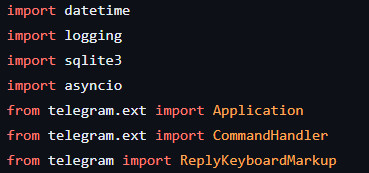 import datetime
import logging
import sqlite3
import asyncio
from telegram.ext import Application
from telegram.ext import CommandHandler
from telegram import ReplyKeyboardMarkup